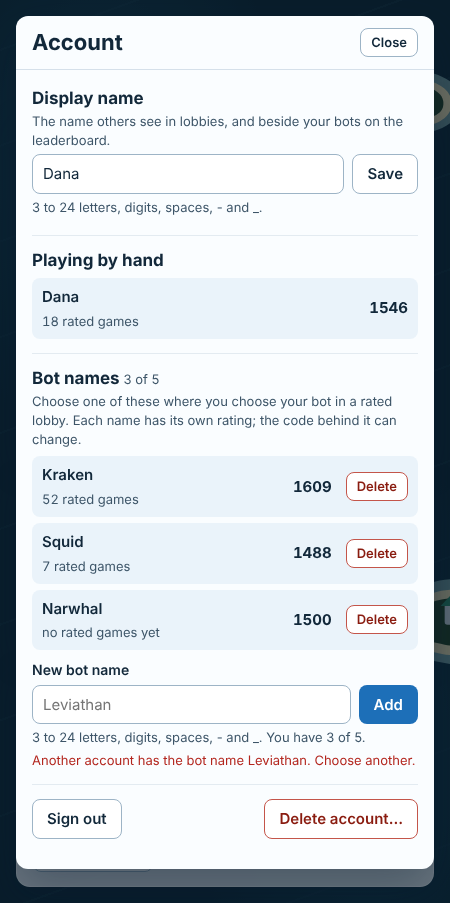 Account
Close
Display name
The name others see in lobbies, and beside your bots on the
leaderboard.
Dana
Save
3 to 24 letters, digits, spaces, - and _.
Playing by hand
Dana
1546
18 rated games
Bot names 3 of 5
Choose one of these where you choose your bot in a rated
lobby. Each name has its own rating; the code behind it can
change.
Kraken
52 rated games
1609
Delete
Squid
7 rated games
1488
Delete
Narwhal
no rated games yet
1500
Delete
New bot name
Leviathan
Add
3 to 24 letters, digits, spaces, - and _. You have 3 of 5.
Another account has the bot name Leviathan. Choose another.
Sign out
Delete account...